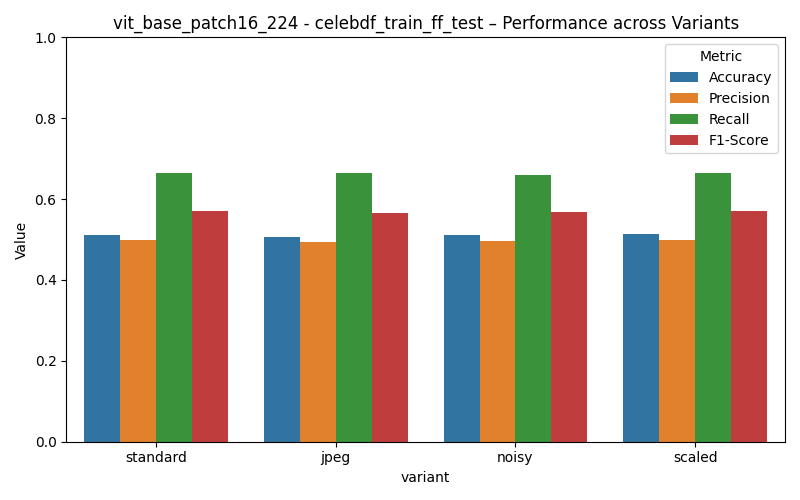 vit_base_patch16_224 - celebdf_train_ff_test – Performance across Variants
Metric
Accuracy
Precision
Recall
F1-Score
Value
1.0
0.8
0.6
0.4
0.2
0.0
standard jpeg noisy scaled
variant